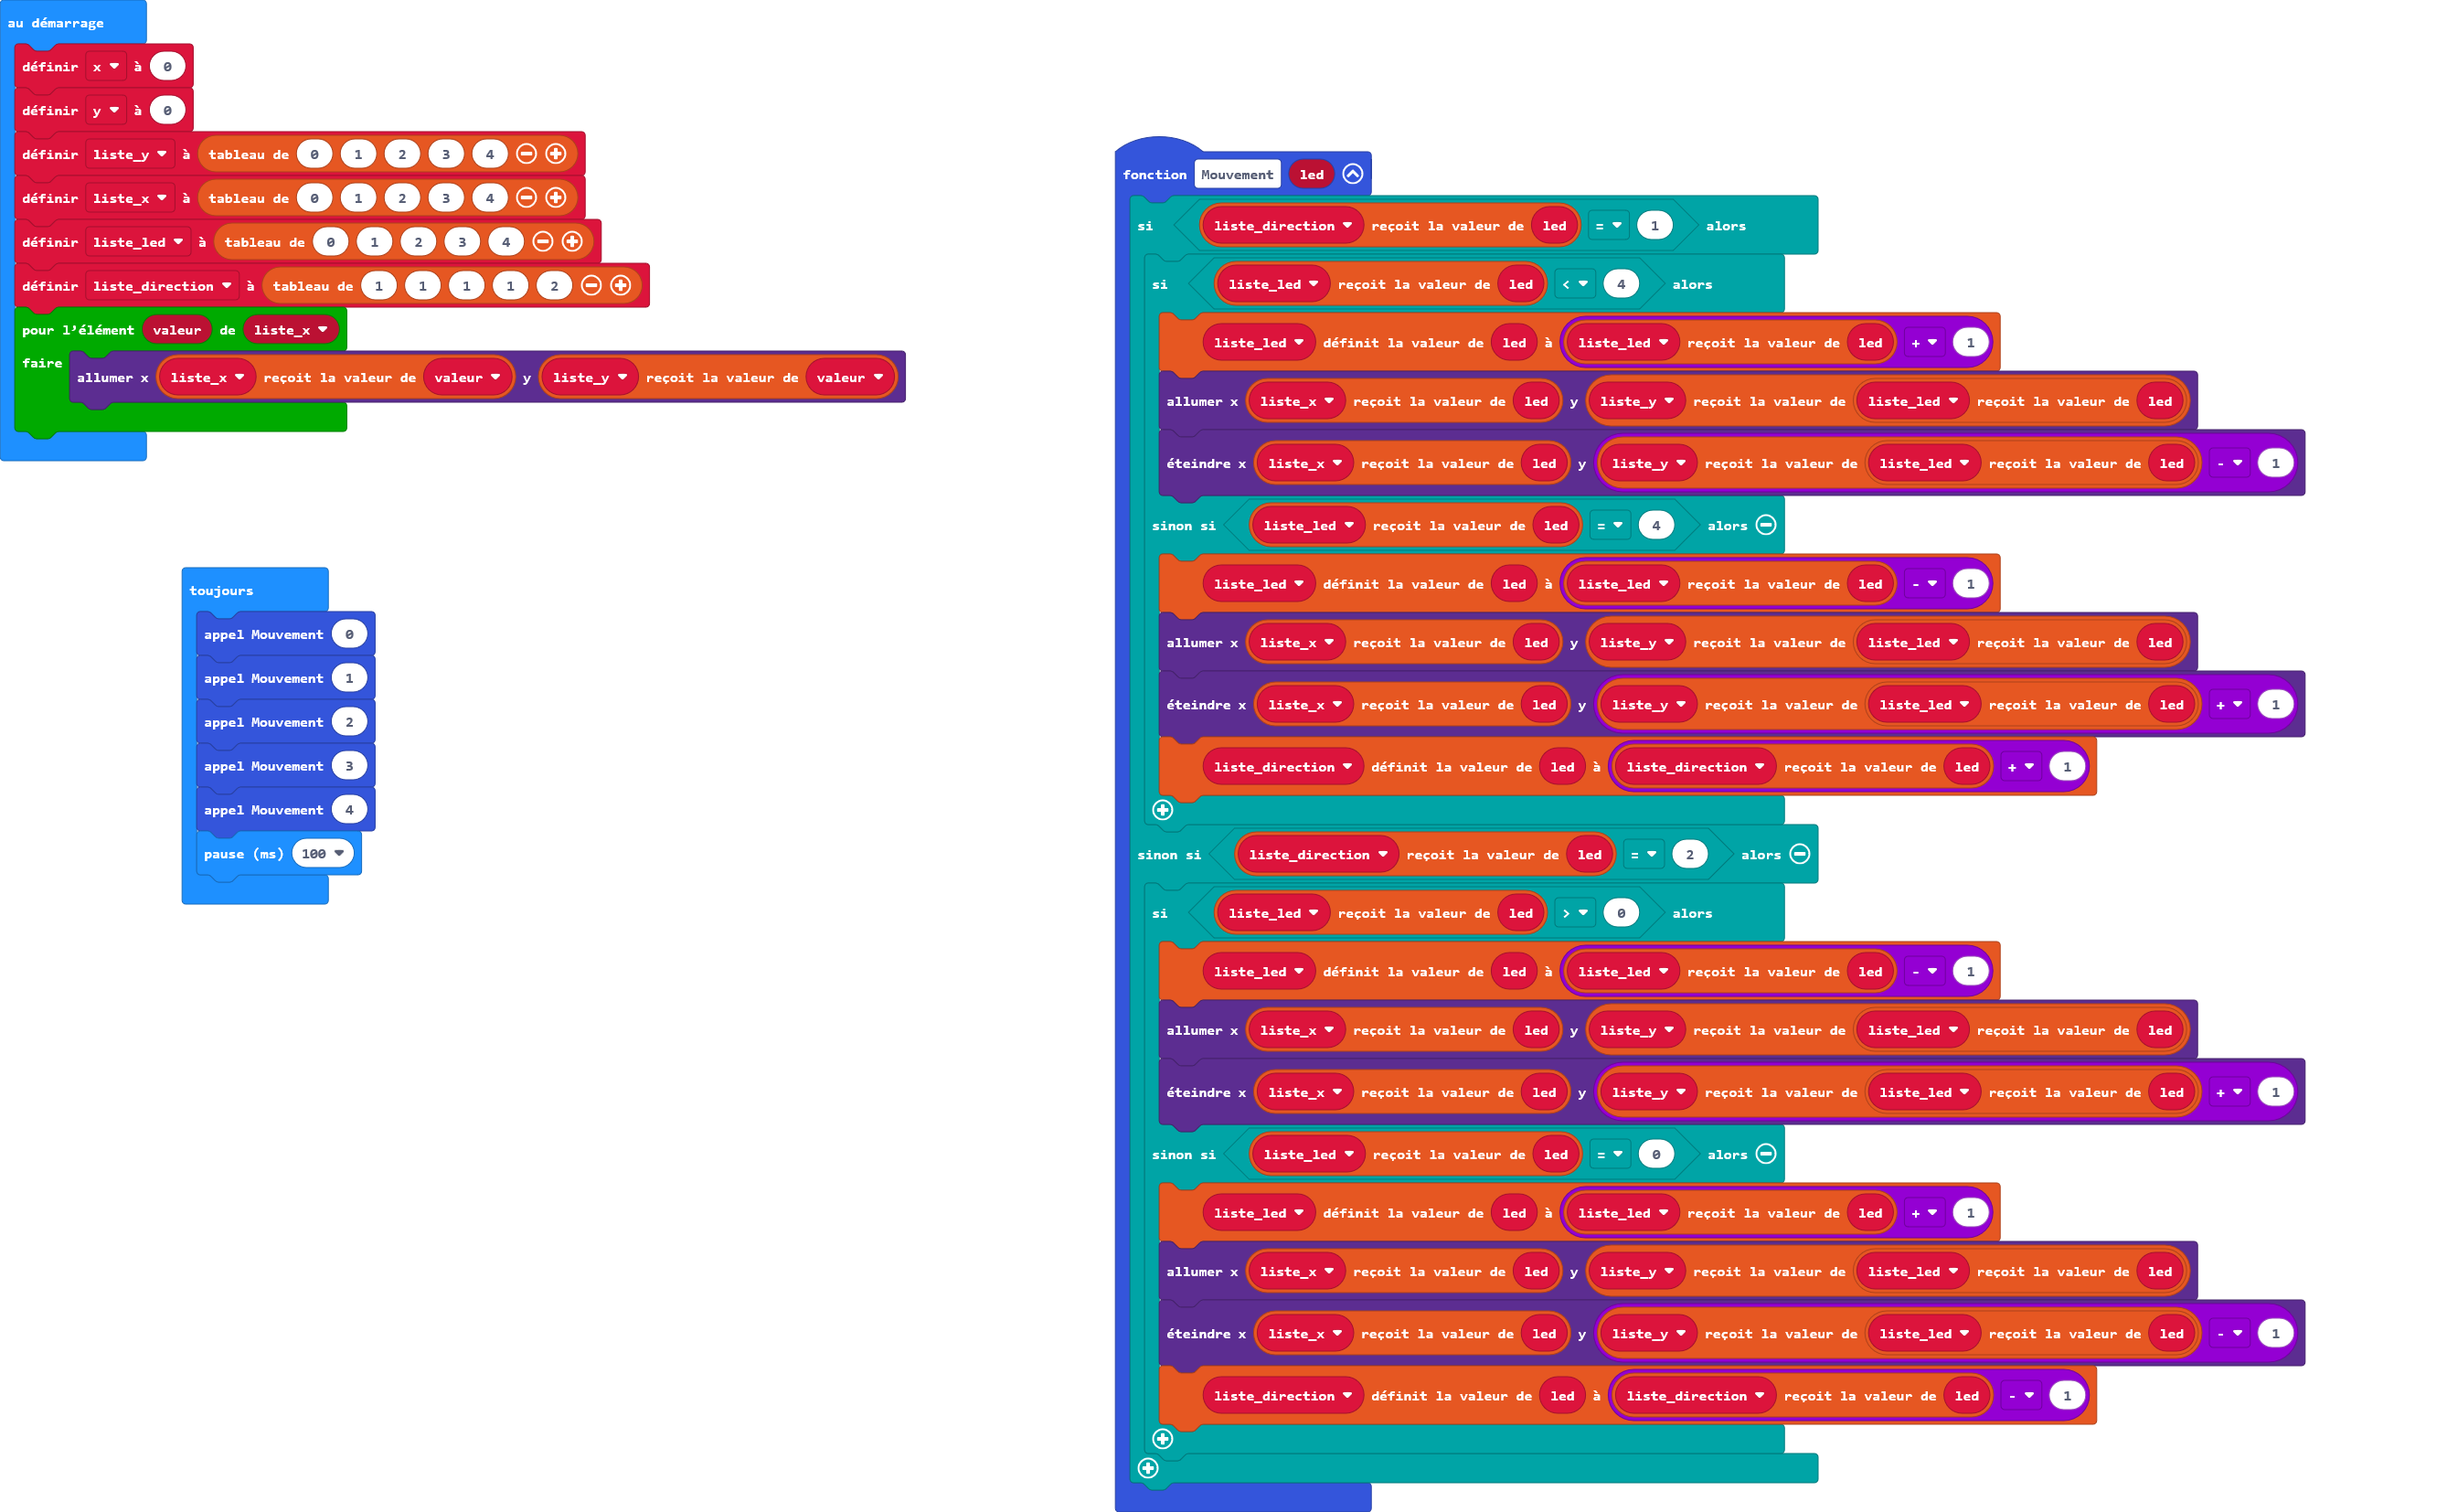 au démarrage
définir x à 0
définir y à 0
définir liste_y à tableau de 0 1 2 3 4
définir liste_x à tableau de 0 1 2 3 4
définir liste_led à tableau de 0 1 2 3 4
définir liste_direction à tableau de 1 1 1 1 2
pour l'élément valeur de liste_x
faire
allumer x liste_x reçoit la valeur de valeur y liste_y reçoit la valeur de valeur
toujours
appel Mouvement 0
appel Mouvement 1
appel Mouvement 2
appel Mouvement 3
appel Mouvement 4
pause (ms) 100
fonction Mouvement led
si liste_direction reçoit la valeur de led = 1 alors
si liste_led reçoit la valeur de led < 4 alors
liste_led définit la valeur de led à liste_led reçoit la valeur de led + 1
allumer x liste_x reçoit la valeur de led y liste_y reçoit la valeur de liste_led reçoit la valeur de led
éteindre x liste_x reçoit la valeur de led y liste_y reçoit la valeur de liste_led reçoit la valeur de led - 1
sinon si liste_led reçoit la valeur de led = 4 alors
liste_led définit la valeur de led à liste_led reçoit la valeur de led - 1
allumer x liste_x reçoit la valeur de led y liste_y reçoit la valeur de liste_led reçoit la valeur de led
éteindre x liste_x reçoit la valeur de led y liste_y reçoit la valeur de liste_led reçoit la valeur de led + 1
liste_direction définit la valeur de led à liste_direction reçoit la valeur de led + 1
sinon si liste_direction reçoit la valeur de led = 2 alors
si liste_led reçoit la valeur de led > 0 alors
liste_led définit la valeur de led à liste_led reçoit la valeur de led - 1
allumer x liste_x reçoit la valeur de led y liste_y reçoit la valeur de liste_led reçoit la valeur de led
éteindre x liste_x reçoit la valeur de led y liste_y reçoit la valeur de liste_led reçoit la valeur de led + 1
sinon si liste_led reçoit la valeur de led = 0 alors
liste_led définit la valeur de led à liste_led reçoit la valeur de led + 1
allumer x liste_x reçoit la valeur de led y liste_y reçoit la valeur de liste_led reçoit la valeur de led
éteindre x liste_x reçoit la valeur de led y liste_y reçoit la valeur de liste_led reçoit la valeur de led - 1
liste_direction définit la valeur de led à liste_direction reçoit la valeur de led - 1